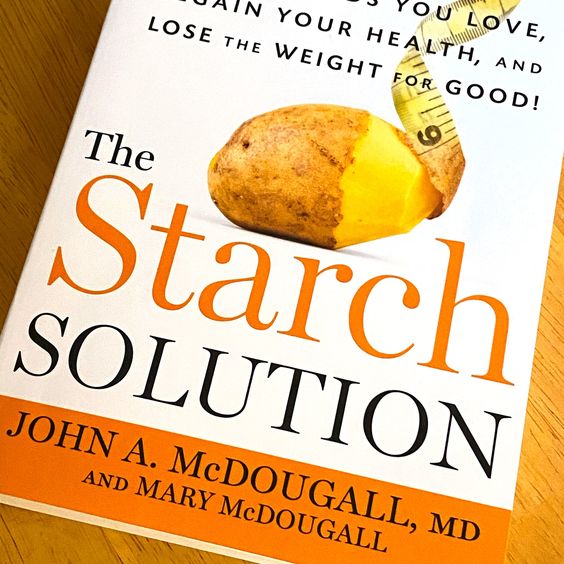 YOU LOVE,
YOUR HEALTH, AND
LOSE THE WEIGHT FOR GOOD!
9
The
Starch
SOLUTION
JOHN A. McDOUGALL, MD
AND MARY McDOUGALL